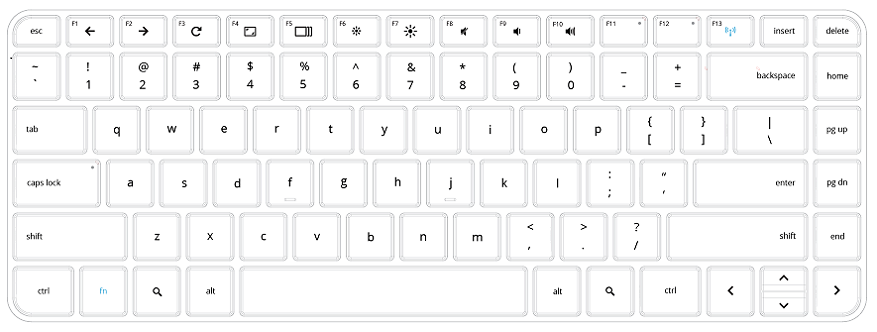 esc F1 F2 F3 F4 F5 F6 F7 F8 F9 F10 F11 F12 F13 insert delete
~ ! @ # $ % ^ & * ( ) _ +
` 1 2 3 4 5 6 7 8 9 0 - = backspace home
{ } |
tab q w e r t y u i o p [ ] \ pg up
: “
caps lock a s d f g h j k l ; ‘ enter pg dn
< > ?
shift z x c v b n m , . / shift end
ctrl fn alt alt ctrl